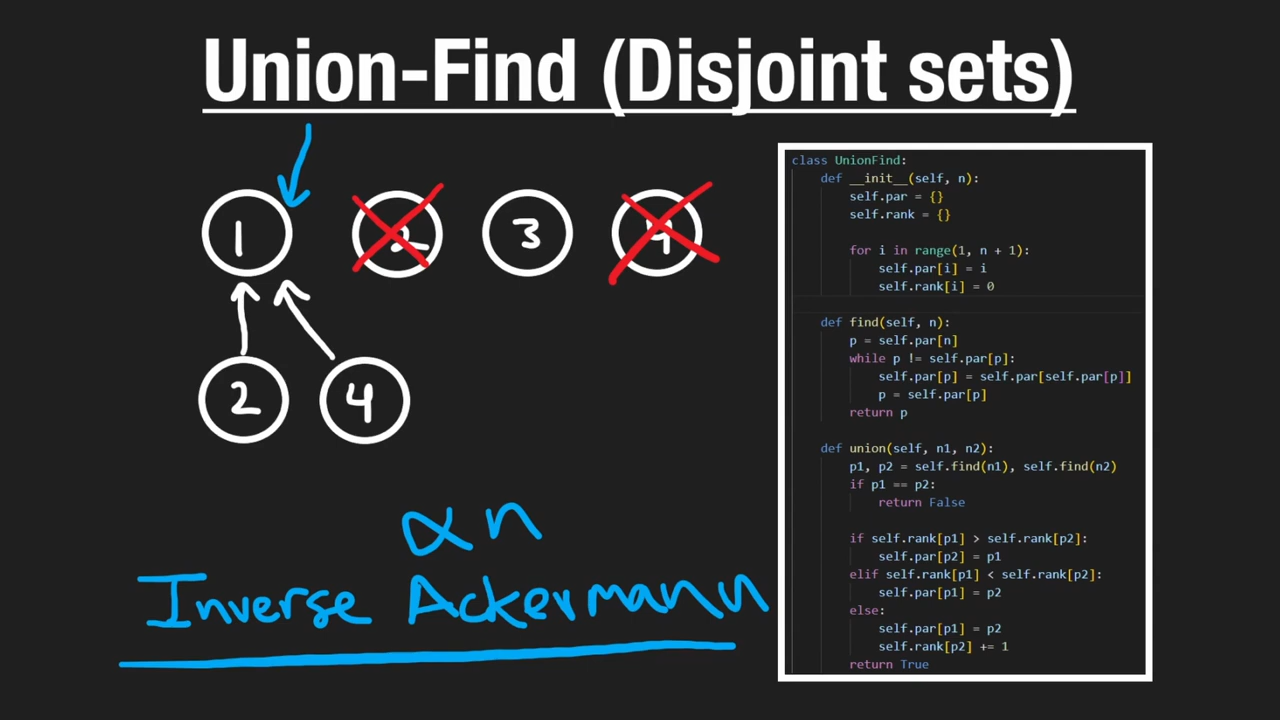 Union-Find (Disjoint sets)
1 2 3 4
2 4
α n
Inverse Ackermann
class UnionFind:
    def __init__(self, n):
        self.par = {}
        self.rank = {}

        for i in range(1, n + 1):
            self.par[i] = i
            self.rank[i] = 0

    def find(self, n):
        p = self.par[n]
        while p != self.par[p]:
            self.par[p] = self.par[self.par[p]]
            p = self.par[p]
        return p

    def union(self, n1, n2):
        p1, p2 = self.find(n1), self.find(n2)
        if p1 == p2:
            return False

        if self.rank[p1] > self.rank[p2]:
            self.par[p2] = p1
        elif self.rank[p1] < self.rank[p2]:
            self.par[p1] = p2
        else:
            self.par[p1] = p2
            self.rank[p2] += 1
        return True